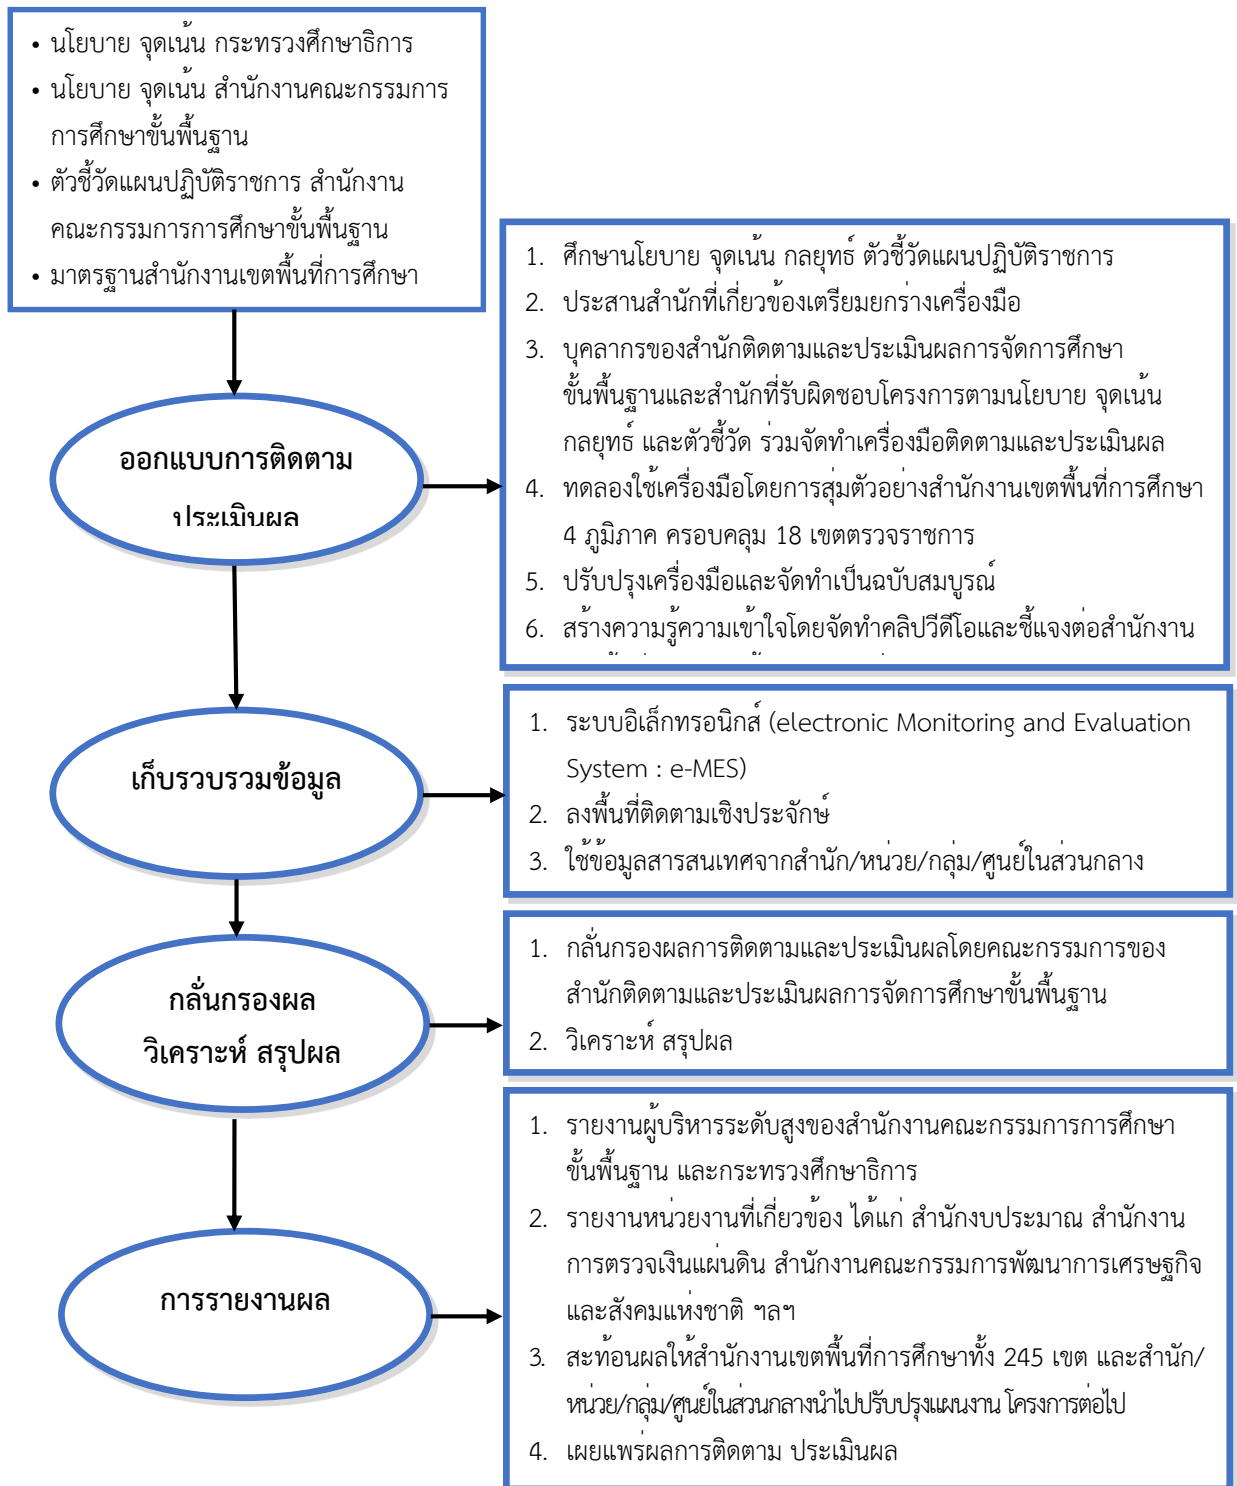 • นโยบาย จุดเน้น กระทรวงศึกษาธิการ
• นโยบาย จุดเน้น สำนักงานคณะกรรมการ
การศึกษาขั้นพื้นฐาน
• ตัวชี้วัดแผนปฏิบัติราชการ สำนักงาน
คณะกรรมการการศึกษาขั้นพื้นฐาน
• มาตรฐานสำนักงานเขตพื้นที่การศึกษา
ออกแบบการติดตาม
ประเมินผล
1. ศึกษานโยบาย จุดเน้น กลยุทธ์ ตัวชี้วัดแผนปฏิบัติราชการ
2. ประสานสำนักที่เกี่ยวข้องเตรียมยกร่างเครื่องมือ
3. บุคลากรของสำนักติดตามและประเมินผลการจัดการศึกษา
ขั้นพื้นฐานและสำนักที่รับผิดชอบโครงการตามนโยบาย จุดเน้น
กลยุทธ์ และตัวชี้วัด ร่วมจัดทำเครื่องมือติดตามและประเมินผล
4. ทดลองใช้เครื่องมือโดยการสุ่มตัวอย่างสำนักงานเขตพื้นที่การศึกษา
4 ภูมิภาค ครอบคลุม 18 เขตตรวจราชการ
5. ปรับปรุงเครื่องมือและจัดทำเป็นฉบับสมบูรณ์
6. สร้างความรู้ความเข้าใจโดยจัดทำคลิปวีดีโอและชี้แจงต่อสำนักงาน
เก็บรวบรวมข้อมูล
1. ระบบอิเล็กทรอนิกส์ (electronic Monitoring and Evaluation
System : e-MES)
2. ลงพื้นที่ติดตามเชิงประจักษ์
3. ใช้ข้อมูลสารสนเทศจากสำนัก/หน่วย/กลุ่ม/ศูนย์ในส่วนกลาง
กลั่นกรองผล
วิเคราะห์ สรุปผล
1. กลั่นกรองผลการติดตามและประเมินผลโดยคณะกรรมการของ
สำนักติดตามและประเมินผลการจัดการศึกษาขั้นพื้นฐาน
2. วิเคราะห์ สรุปผล
การรายงานผล
1. รายงานผู้บริหารระดับสูงของสำนักงานคณะกรรมการการศึกษา
ขั้นพื้นฐาน และกระทรวงศึกษาธิการ
2. รายงานหน่วยงานที่เกี่ยวข้อง ได้แก่ สำนักงบประมาณ สำนักงาน
การตรวจเงินแผ่นดิน สำนักงานคณะกรรมการพัฒนาการเศรษฐกิจ
และสังคมแห่งชาติ ฯลฯ
3. สะท้อนผลให้สำนักงานเขตพื้นที่การศึกษาทั้ง 245 เขต และสำนัก/
หน่วย/กลุ่ม/ศูนย์ในส่วนกลางนำไปปรับปรุงแผนงาน โครงการต่อไป
4. เผยแพร่ผลการติดตาม ประเมินผล